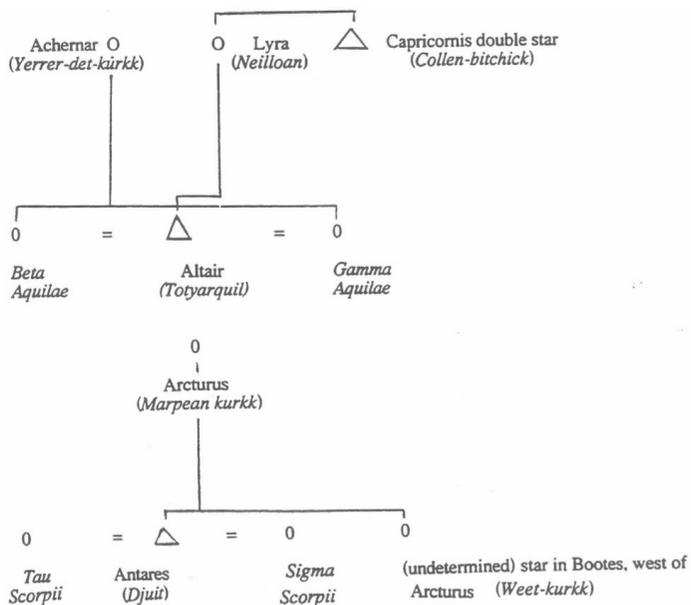 Achernar O
(Yerrer-det-kurkk)
O Lyra
(Neilloan)
Capricornis double star
(Collen-bitchick)
0 = = 0
Beta
Aquilae
Altair
(Totyarquil)
Gamma
Aquilae
0
Arcturus
(Marpean kurkk)
0 = = 0 0
Tau
Scorpii
Antares
(Djuit)
Sigma
Scorpii
(undetermined) star in Bootes, west of
Arcturus (Weet-kurkk)